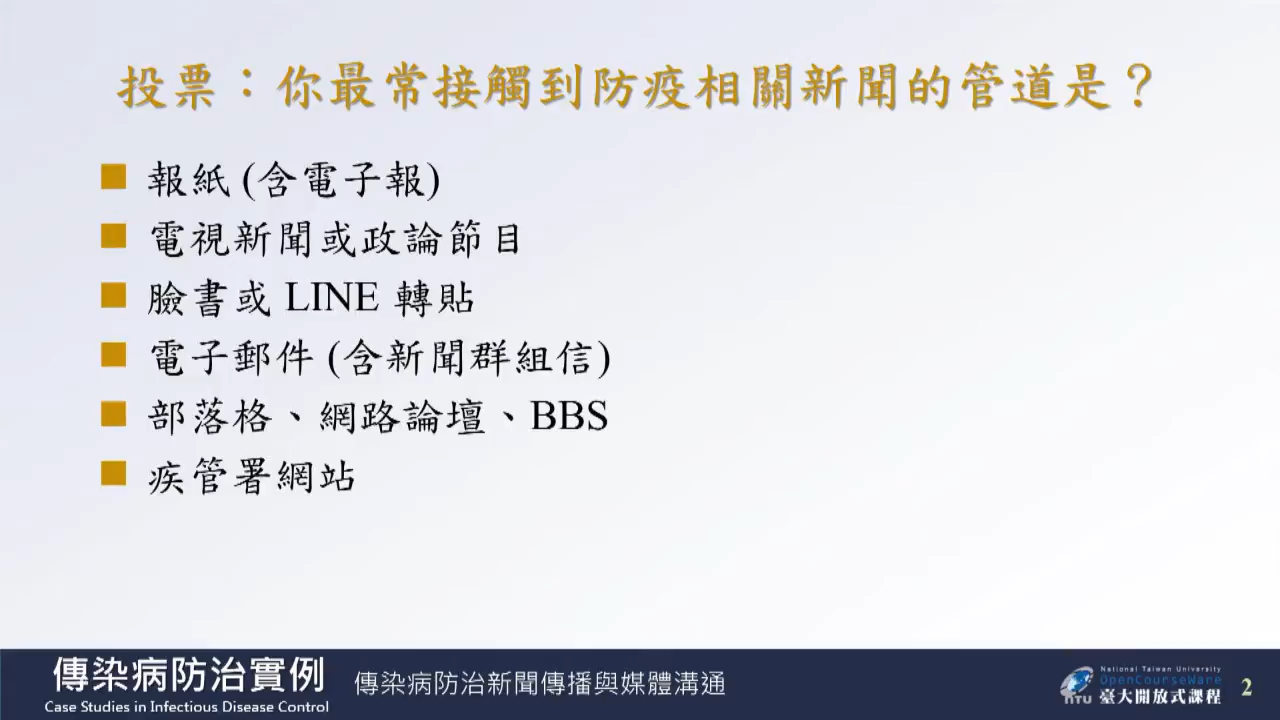 投票：你最常接觸到防疫相關新聞的管道是？
報紙 (含電子報)
電視新聞或政論節目
臉書或 LINE 轉貼
電子郵件 (含新聞群組信)
部落格、網路論壇、BBS
疾管署網站
傳染病防治實例
Case Studies in Infectious Disease Control
傳染病防治新聞傳播與媒體溝通
National Taiwan University
OpenCourseWare
NTU 臺大開放式課程
2